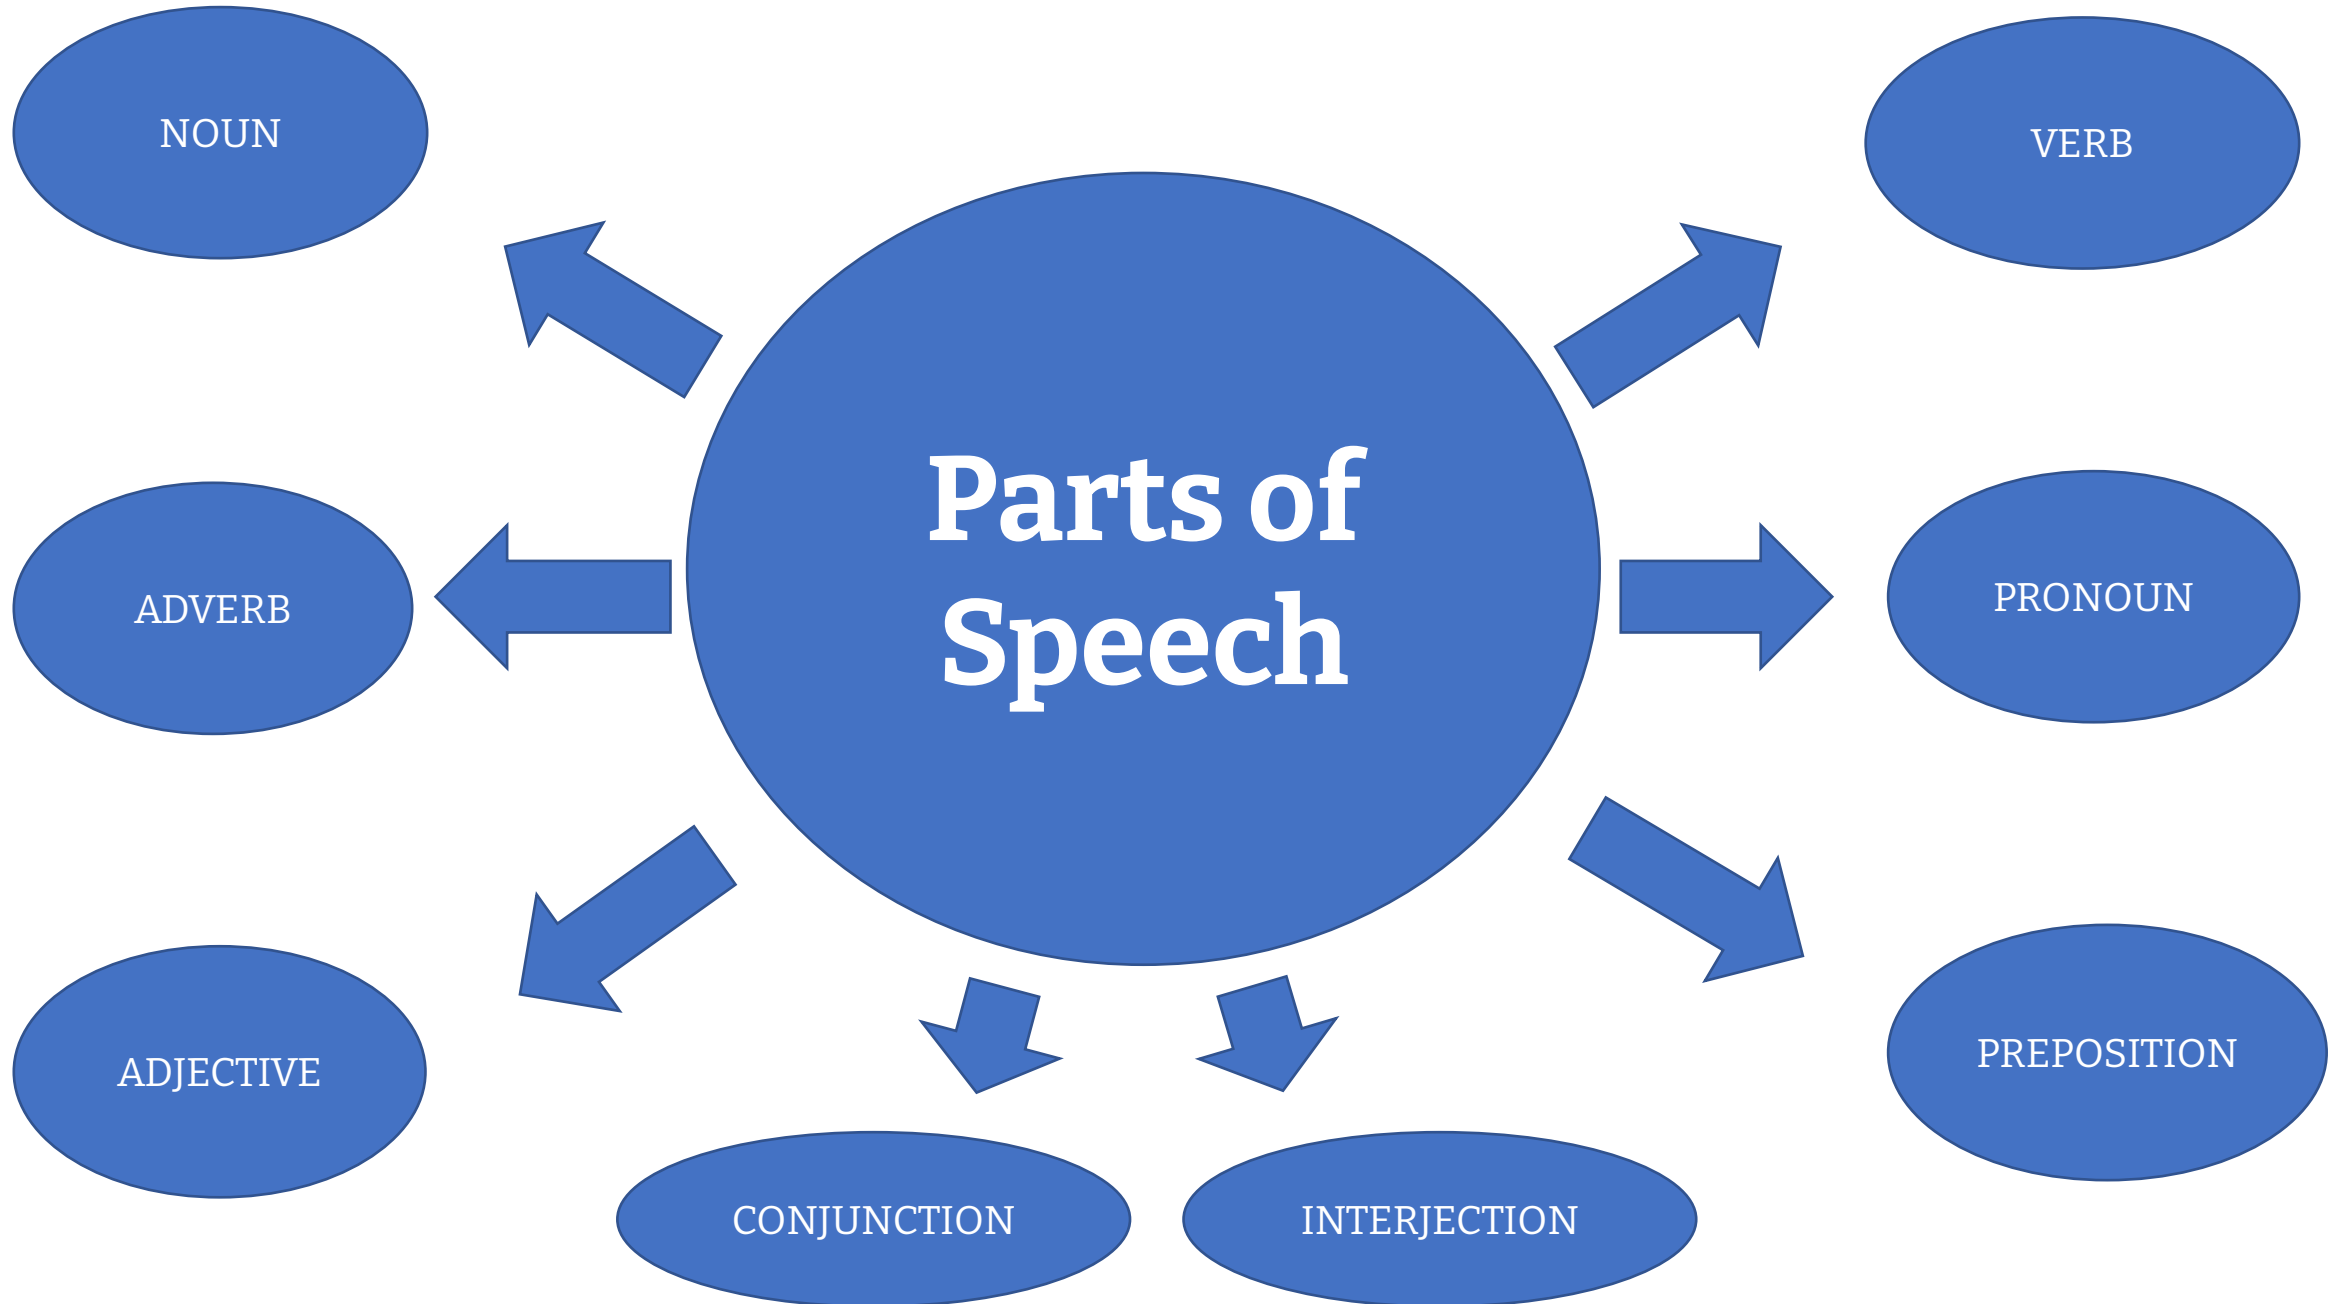 NOUN
VERB
Parts of
Speech
ADVERB
PRONOUN
ADJECTIVE
PREPOSITION
CONJUNCTION
INTERJECTION